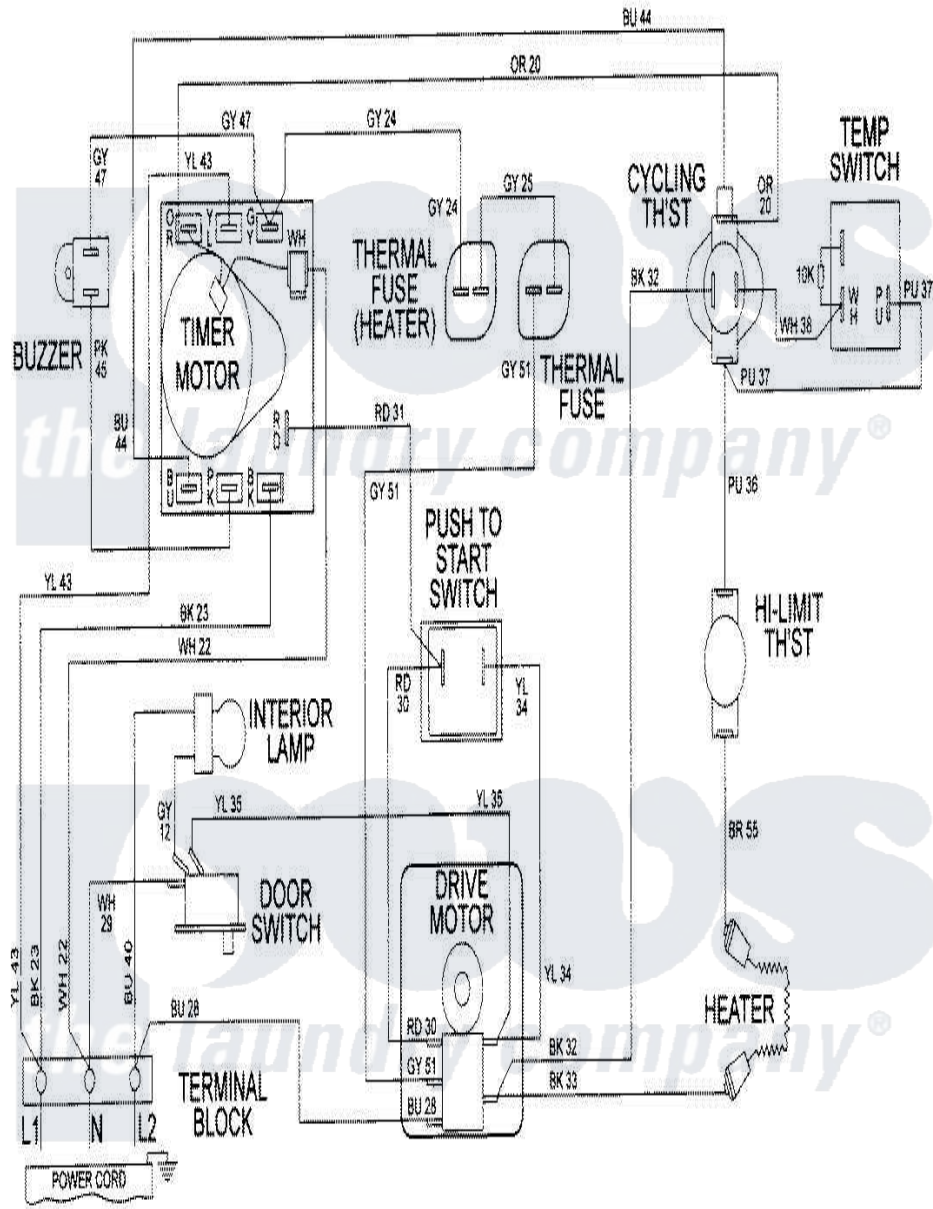 BU 44
OR 20
GY 47
GY 24
TEMP
SWITCH
CYCLING
TH'ST
OR
20
GY
47
YL 43
GY 24
GY 25
O
R
Y
L
G
Y
WH
THERMAL
FUSE
(HEATER)
BK 32
10K
W
H
P
U
PU 37
WH 38
TIMER
MOTOR
BUZZER
PK
45
GY 51
THERMAL
FUSE
PU 37
BU
44
R
D
RD 31
the laundry company®
B
U
P
K
B
K
GY 51
PU 36
PUSH TO
START
SWITCH
YL 43
BK 23
WH 22
HI-LIMIT
TH'ST
RD
30
YL
34
INTERIOR
LAMP
GY
12
YL 35
YL 35
BR 55
DRIVE
MOTOR
DOOR
SWITCH
WH
29
YL 43
BK 23
WH 22
BU 40
YL 34
BU 28
HEATER
RD 30
the laundry company®
BK 32
GY 51
BK 33
BU 28
TERMINAL
BLOCK
L1
N
L2
POWER CORD